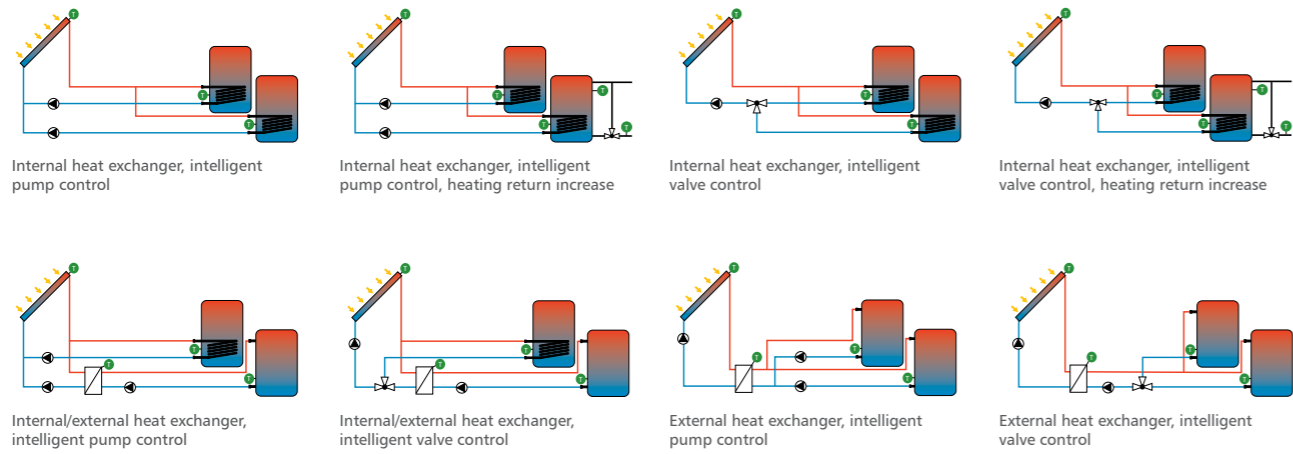 T T T T
T T T T
T T T T
T T
T T T T
Internal heat exchanger, intelligent
pump control
Internal heat exchanger, intelligent
pump control, heating return increase
Internal heat exchanger, intelligent
valve control
Internal heat exchanger, intelligent
valve control, heating return increase
T T T T
T T T T
T T T T
T T
Internal/external heat exchanger,
intelligent pump control
Internal/external heat exchanger,
intelligent valve control
External heat exchanger, intelligent
pump control
External heat exchanger, intelligent
valve control